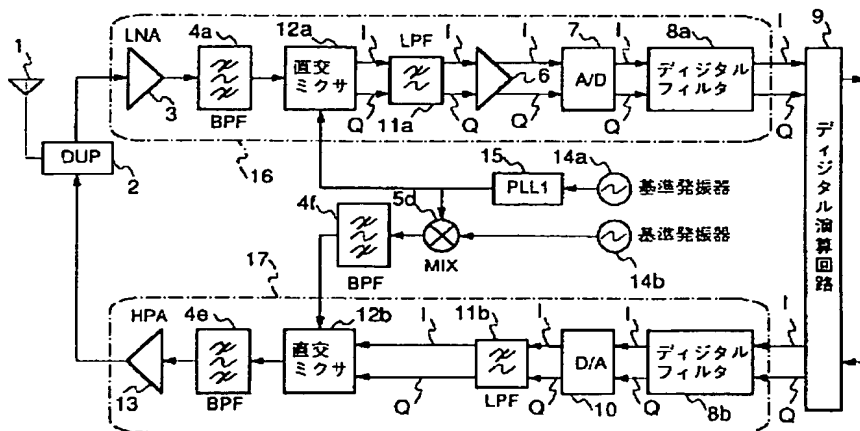 1
LNA
4a
12a
I
LPF
I
I
7
I
8a
I
9
直交
ミクサ
A/D
ディジタル
フィルタ
3
BPF
Q
11a
Q
Q
6
Q
Q
DUP
2
16
15
14a
PLL1
基準発振器
4f
5d
MIX
基準発振器
14b
BPF
ディジタル演算回路
17
HPA
4e
12b
I
11b
I
I
I
直交
ミクサ
D/A
ディジタル
フィルタ
13
BPF
Q
LPF
Q
10
Q
8b
Q